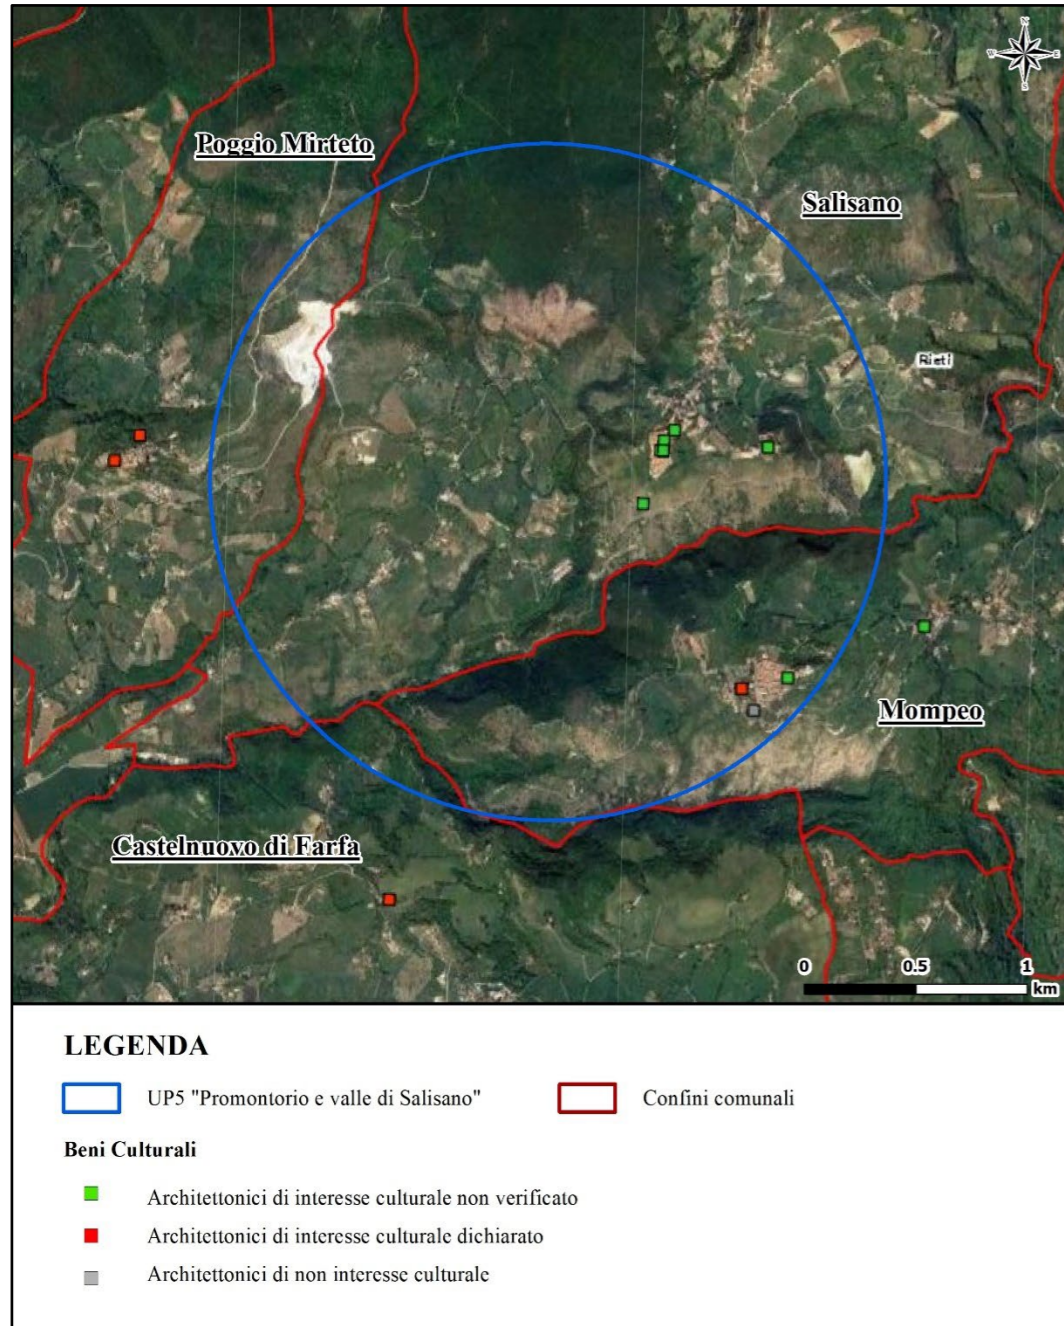 N
W E
S
Poggio Mirteto
Salisano
Rieti
Mompeo
Castelnuovo di Farfa
0 0.5 1
km
LEGENDA
UP5 "Promontorio e valle di Salisano"
Confini comunali
Beni Culturali
Architettonici di interesse culturale non verificato
Architettonici di interesse culturale dichiarato
Architettonici di non interesse culturale